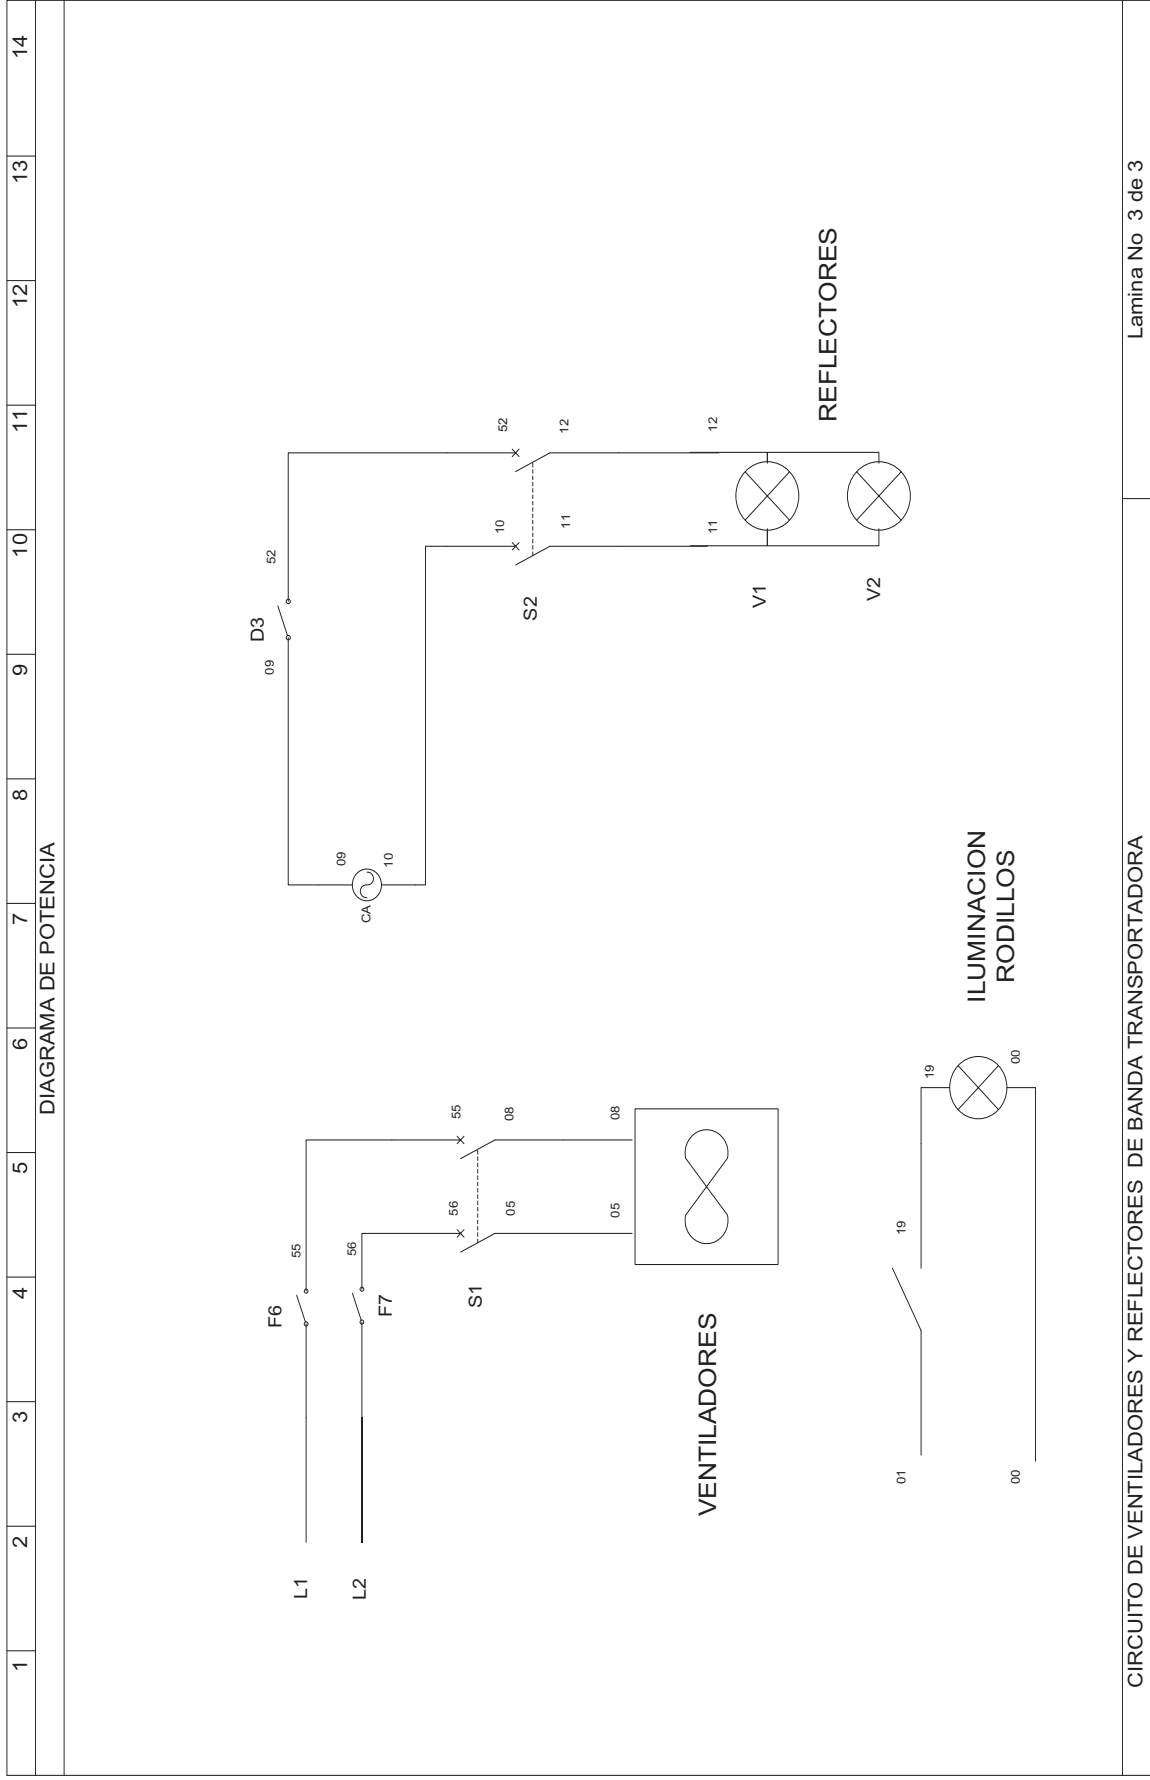 1 2 3 4 5 6 7 8 9 10 11 12 13 14
DIAGRAMA DE POTENCIA
L1
L2
F6
55
F7
56
S1
56
55
05
08
05
08
VENTILADORES
CA
09
10
09
D3
52
10
52
S2
11
12
11
12
V1
V2
REFLECTORES
01
19
19
00
00
ILUMINACION
RODILLOS
CIRCUITO DE VENTILADORES Y REFLECTORES DE BANDA TRANSPORTADORA
Lamina No 3 de 3